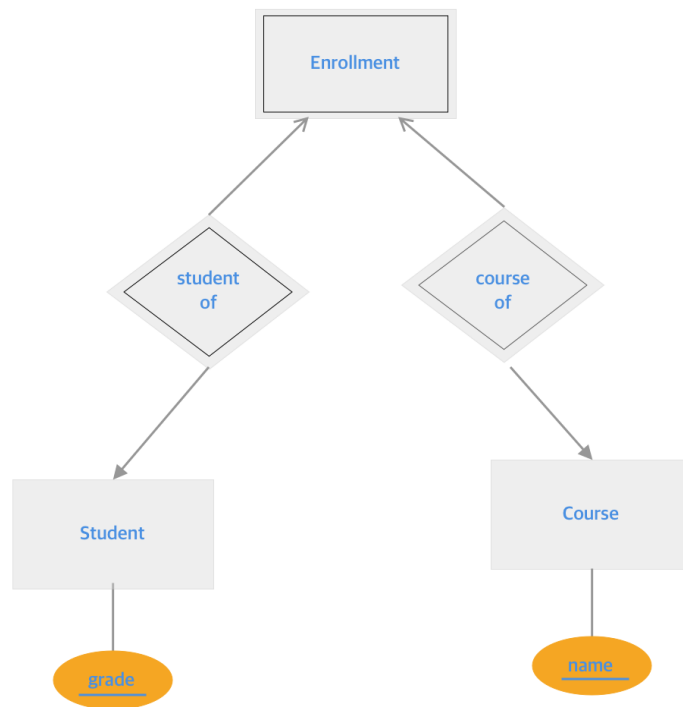 Enrollment
student
of
course
of
Student
Course
grade
name